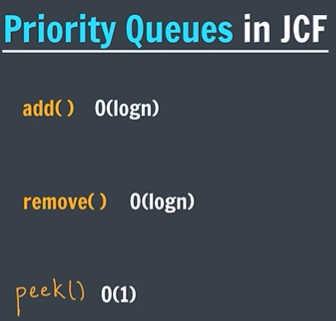 Priority Queues in JCF
add( ) O(logn)
remove( ) O(logn)
peek() O(1)